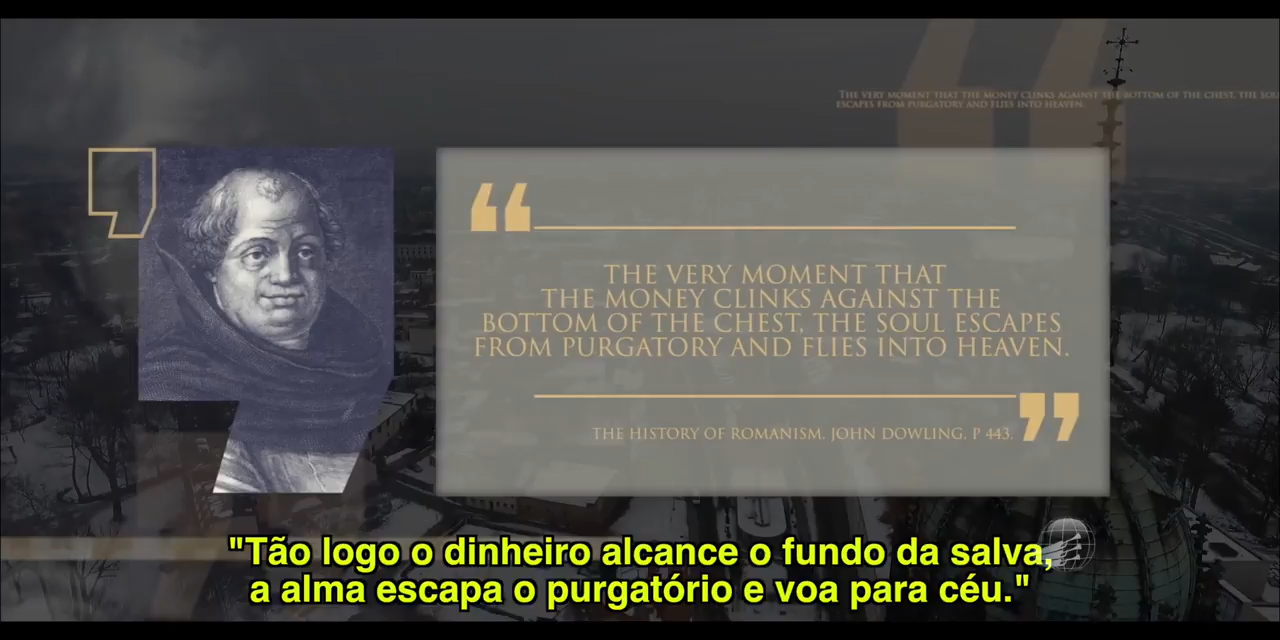 THE VERY MOMENT THAT THE MONEY CLINKS AGAINST THE BOTTOM OF THE CHEST, THE SOUL
ESCAPES FROM PURGATORY AND FLIES INTO HEAVEN.
THE VERY MOMENT THAT
THE MONEY CLINKS AGAINST THE
BOTTOM OF THE CHEST, THE SOUL ESCAPES
FROM PURGATORY AND FLIES INTO HEAVEN.
THE HISTORY OF ROMANISM. JOHN DOWLING. P 443.
"Tão logo o dinheiro alcance o fundo da salva,
a alma escapa o purgatório e voa para céu."